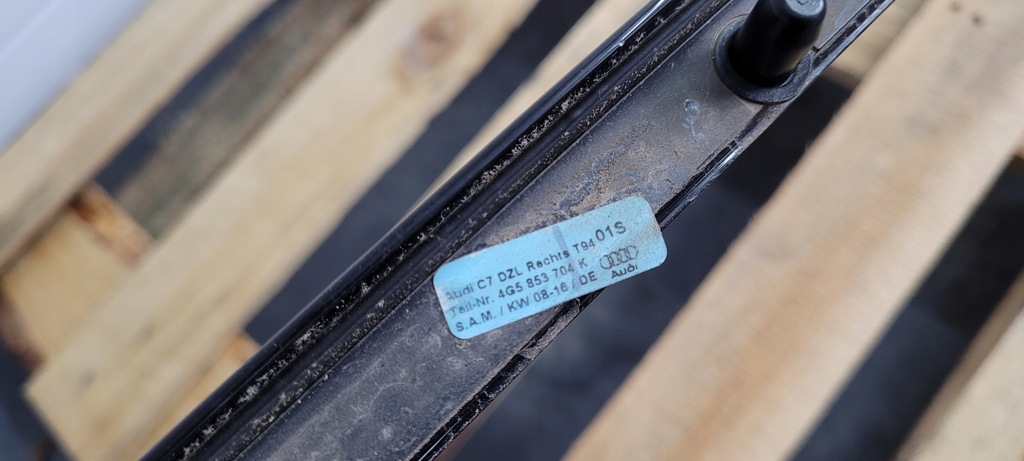 Audi C7 DZL Rechts T94 01S
Teil-Nr. 4G5 853 704 K
S.A.M. / KW 08-16 / DE
Audi